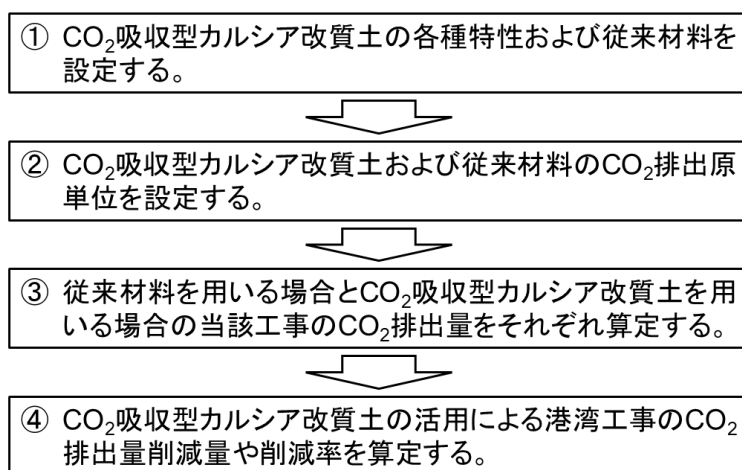 ① CO₂吸収型カルシア改質土の各種特性および従来材料を
設定する。
② CO₂吸収型カルシア改質土および従来材料のCO₂排出原
単位を設定する。
③ 従来材料を用いる場合とCO₂吸収型カルシア改質土を用
いる場合の当該工事のCO₂排出量をそれぞれ算定する。
④ CO₂吸収型カルシア改質土の活用による港湾工事のCO₂
排出量削減量や削減率を算定する。